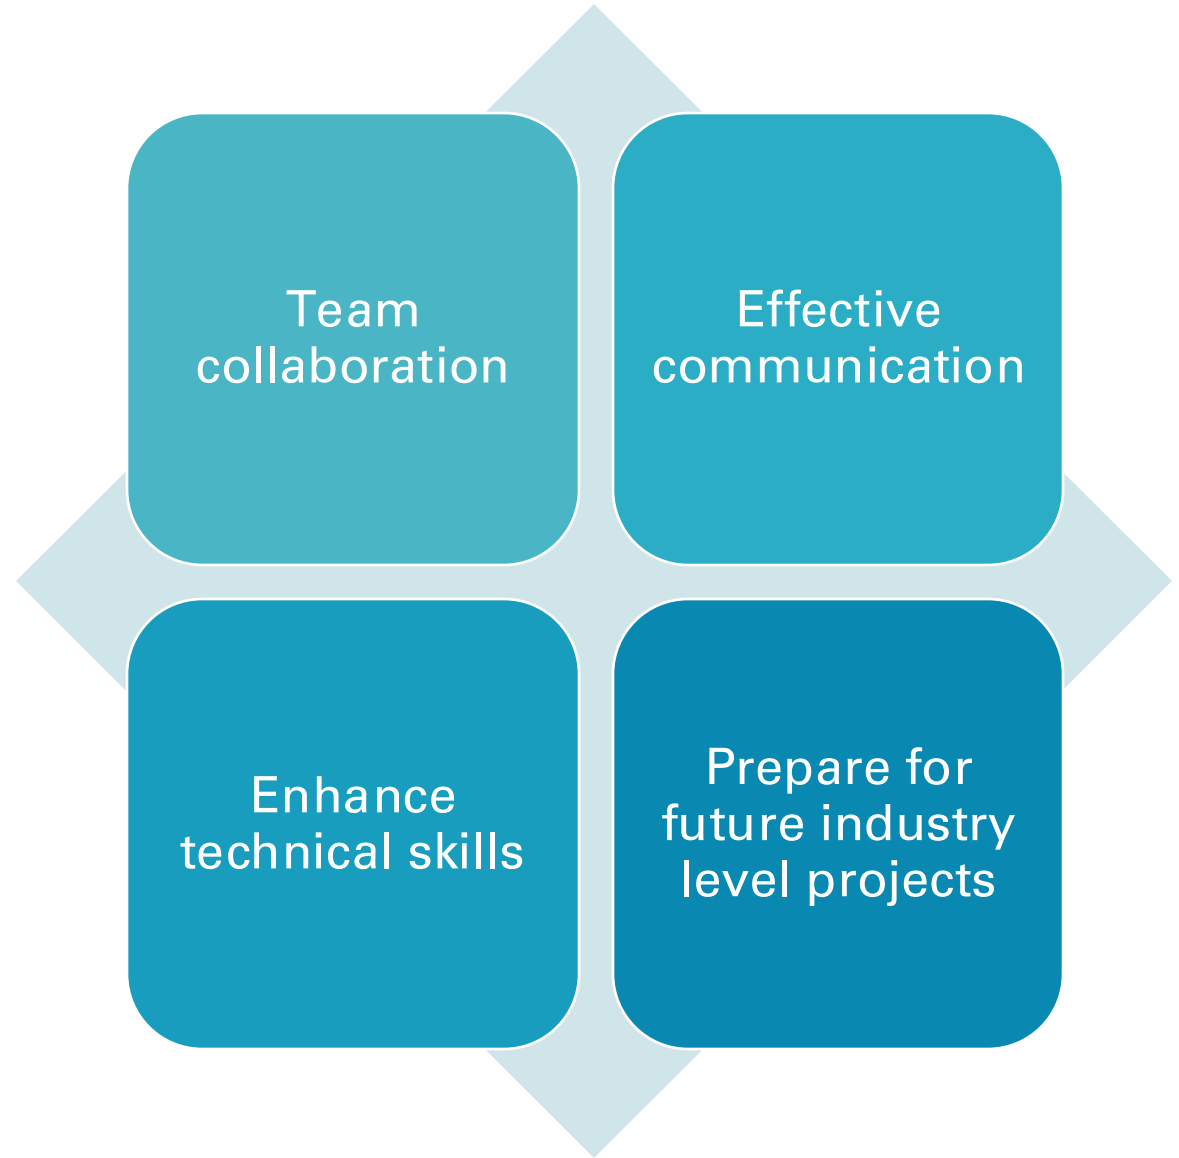 Team
collaboration
Effective
communication
Enhance
technical skills
Prepare for
future industry
level projects